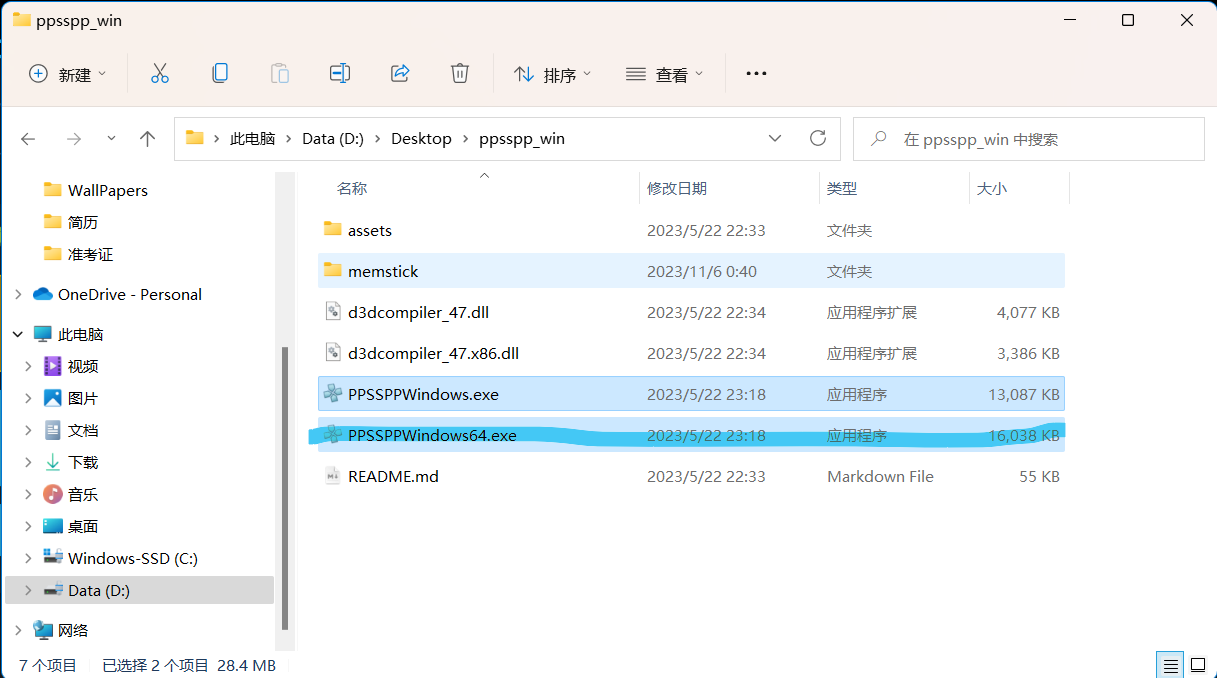 ppsspp_win
新建 排序 查看
此电脑 Data (D:) Desktop ppsspp_win 在 ppsspp_win 中搜索
WallPapers
简历
准考证
OneDrive - Personal
此电脑
视频
图片
文档
下载
音乐
桌面
Windows-SSD (C:)
Data (D:)
网络
名称 修改日期 类型 大小
assets 2023/5/22 22:33 文件夹
memstick 2023/11/6 0:40 文件夹
d3dcompiler_47.dll 2023/5/22 22:34 应用程序扩展 4,077 KB
d3dcompiler_47.x86.dll 2023/5/22 22:34 应用程序扩展 3,386 KB
PPSSPPWindows.exe 2023/5/22 23:18 应用程序 13,087 KB
PPSSPPWindows64.exe 2023/5/22 23:18 应用程序 16,038 KB
README.md 2023/5/22 22:33 Markdown File 55 KB
7 个项目 已选择 2 个项目 28.4 MB